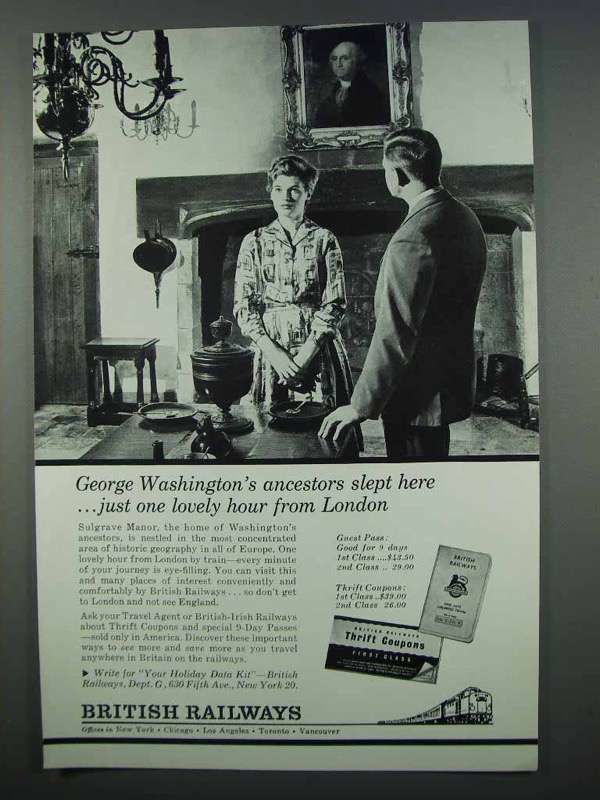 George Washington's ancestors slept here
...just one lovely hour from London
Sulgrave Manor, the home of Washington's
ancestors, is nestled in the most concentrated
area of historic geography in all of Europe. One
lovely hour from London by train—every minute
of your journey is eye-filling. You can visit this
and many places of interest conveniently and
comfortably by British Railways... so don't get
to London and not see England.
Ask your Travel Agent or British-Irish Railways
about Thrift Coupons and special 9-Day Passes
—sold only in America. Discover these important
ways to see more and save more as you travel
anywhere in Britain on the railways.
▶ Write for "Your Holiday Data Kit"—British
Railways, Dept. G, 630 Fifth Ave., New York 20.
Guest Pass:
Good for 9 days
1st Class ....$43.50
2nd Class .. 29.00
Thrift Coupons:
1st Class ..$39.00
2nd Class 26.00
BRITISH
RAILWAYS
BRITISH RAILWAYS
Thrift Coupons
FIRST CLASS
BRITISH RAILWAYS
Offices in New York • Chicago • Los Angeles • Toronto • Vancouver